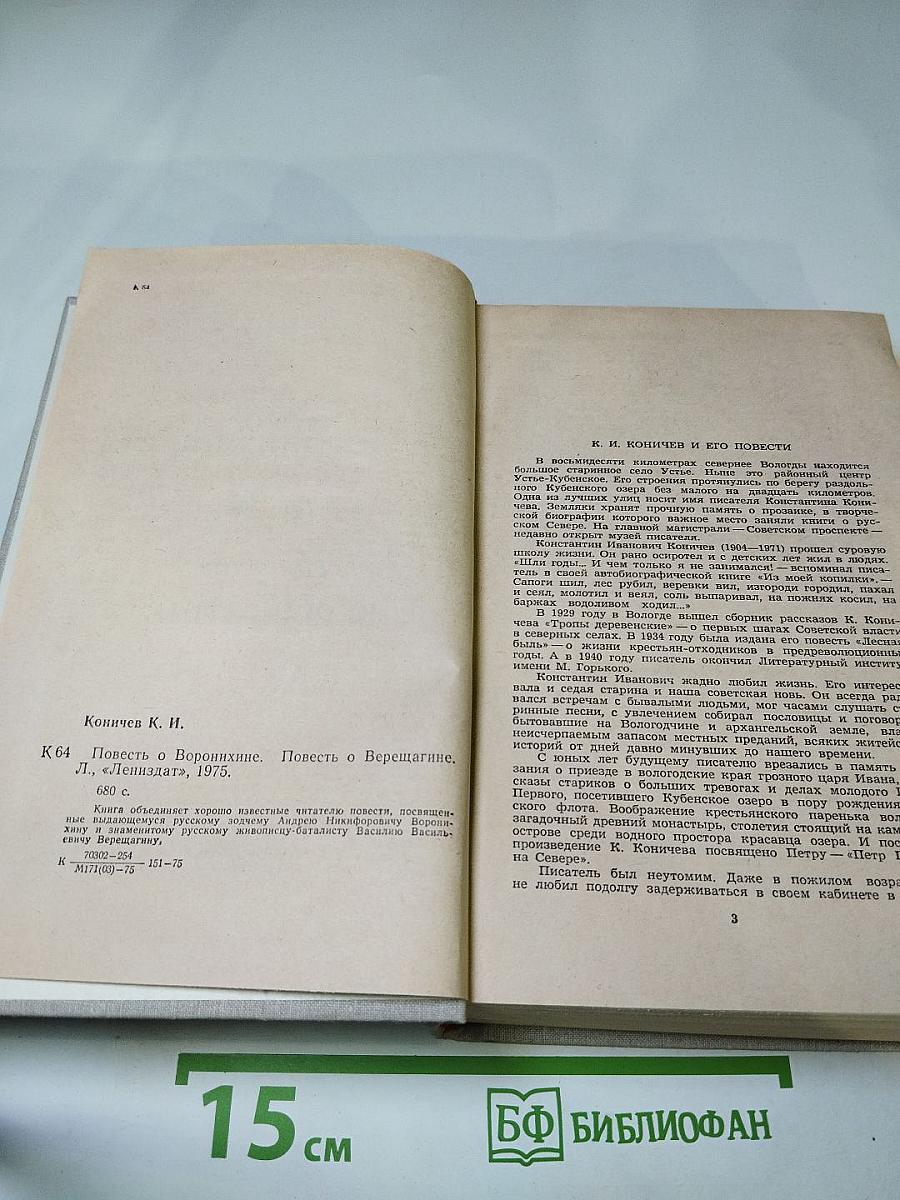 К 64
Коничев К. И.
К64 Повесть о Воронихине. Повесть о Верещагине.
Л., «Лениздат», 1975.
680 с.
Книга объединяет хорошо известные читателю повести, посвящен-
ные выдающемуся русскому зодчему Андрею Никифоровичу Ворони-
хину и знаменитому русскому живописцу-баталисту Василию Василь-
евичу Верещагину.
К 70302—254
М171(03)—75 151—75
К. И. КОНИЧЕВ И ЕГО ПОВЕСТИ
В восьмидесяти километрах севернее Вологды находится
большое старинное село Устье. Ныне это районный центр
Устье-Кубенское. Его строения протянулись по берегу раздоль-
ного Кубенского озера без малого на двадцать километров.
Одна из лучших улиц носит имя писателя Константина Кони-
чева. Земляки хранят прочную память о прозаике, в творче-
ской биографии которого важное место заняли книги о рус-
ском Севере. На главной магистрали — Советском проспекте —
недавно открыт музей писателя.
Константин Иванович Коничев (1904—1971) прошел суровую
школу жизни. Он рано осиротел и с детских лет жил в людях.
«Шли годы... И чем только я не занимался! — вспоминал писа-
тель в своей автобиографической книге «Из моей копилки».—
Сапоги шил, лес рубил, веревки вил, изгороди городил, пахал
и сеял, молотил и веял, соль выпаривал, на пожнях косил, на
баржах водоливом ходил...»
В 1929 году в Вологде вышел сборник рассказов К. Кони-
чева «Тропы деревенские» — о первых шагах Советской власти
в северных селах. В 1934 году была издана его повесть «Лесная
быль» — о жизни крестьян-отходников в предреволюционны
годы. А в 1940 году писатель окончил Литературный институ
имени М. Горького.
Константин Иванович жадно любил жизнь. Его интерес
вала и седая старина и наша советская новь. Он всегда рад
вался встречам с бывалыми людьми, мог часами слушать ст
ринные песни, с увлечением собирал пословицы и поговор
бытовавшие на Вологодчине и архангельской земле, вла
неисчерпаемым запасом местных преданий, всяких житейс
историй от дней давно минувших до нашего времени.
С юных лет будущему писателю врезались в память
зания о приезде в вологодские края грозного царя Ивана,
сказы стариков о больших тревогах и делах молодого П
Первого, посетившего Кубенское озеро в пору рождения
ского флота. Воображение крестьянского паренька вол
загадочный древний монастырь, столетия стоящий на кам
острове среди водного простора красавца озера. И пос
произведение К. Коничева посвящено Петру — «Петр П
на Севере».
Писатель был неутомим. Даже в пожилом возра
не любил подолгу задерживаться в своем кабинете в
3
15 см
БФ БИБЛИОФАН